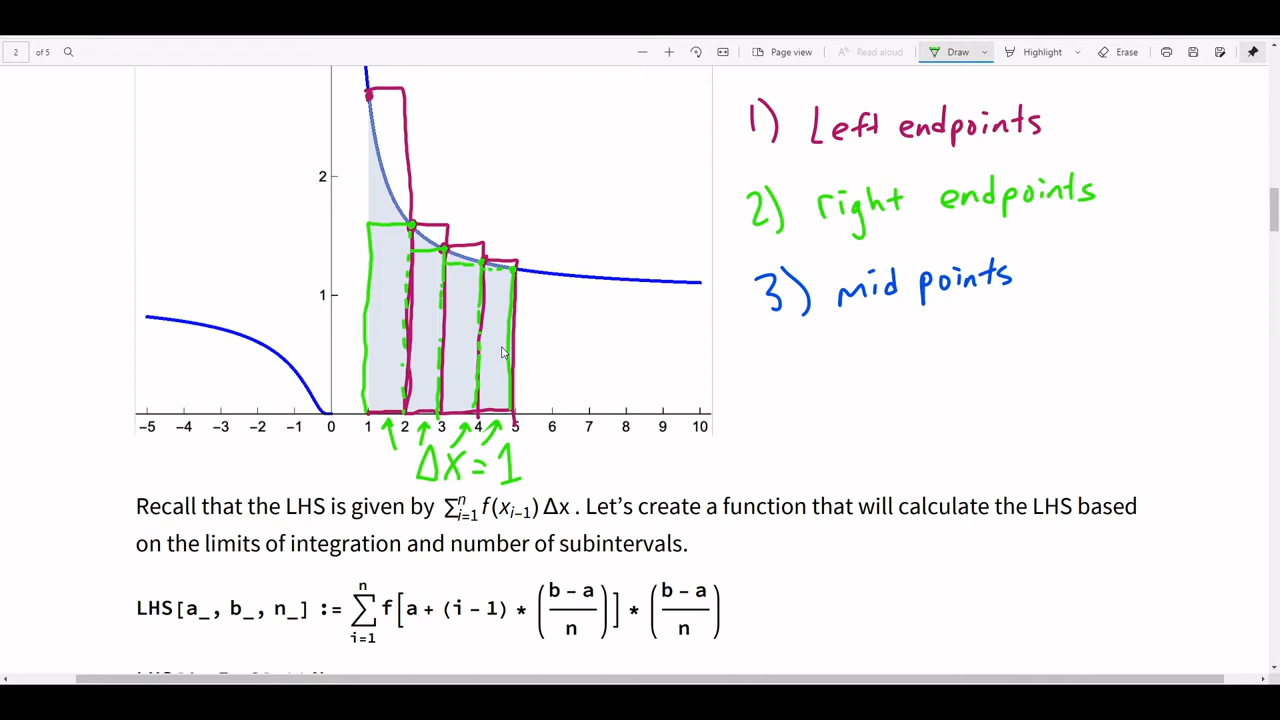 2 of 5 Page view Read aloud Draw Highlight Erase
1) Left endpoints
2) right endpoints
3) mid points
2
1
−5 −4 −3 −2 −1 0 1 2 3 4 5 6 7 8 9 10
Δx = 1
Recall that the LHS is given by ∑ⁿᵢ₌₁ f(xᵢ₋₁) Δx . Let’s create a function that will calculate the LHS based
on the limits of integration and number of subintervals.
LHS[a_, b_, n_] := ∑ⁿᵢ₌₁ f[a + (i − 1) * ((b − a)/n)] * ((b − a)/n)